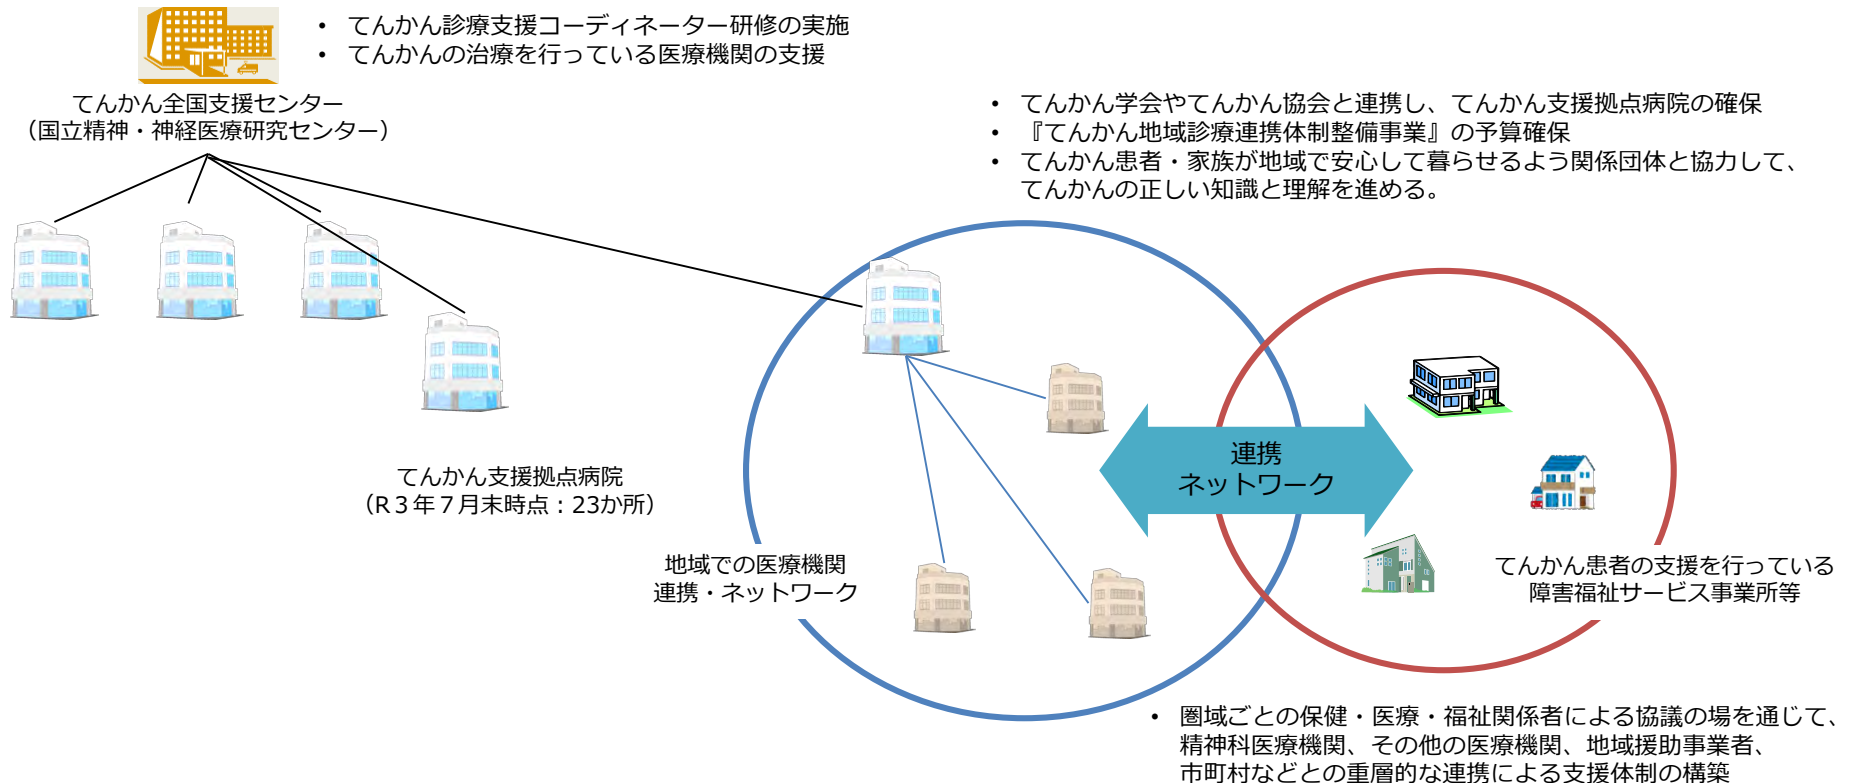 • てんかん診療支援コーディネーター研修の実施
• てんかんの治療を行っている医療機関の支援
てんかん全国支援センター
（国立精神・神経医療研究センター）
• てんかん学会やてんかん協会と連携し、てんかん支援拠点病院の確保
• 『てんかん地域診療連携体制整備事業』の予算確保
• てんかん患者・家族が地域で安心して暮らせるよう関係団体と協力して、
てんかんの正しい知識と理解を進める。
てんかん支援拠点病院
（R３年７月末時点：23か所）
連携
ネットワーク
地域での医療機関
連携・ネットワーク
てんかん患者の支援を行っている
障害福祉サービス事業所等
• 圏域ごとの保健・医療・福祉関係者による協議の場を通じて、
精神科医療機関、その他の医療機関、地域援助事業者、
市町村などとの重層的な連携による支援体制の構築